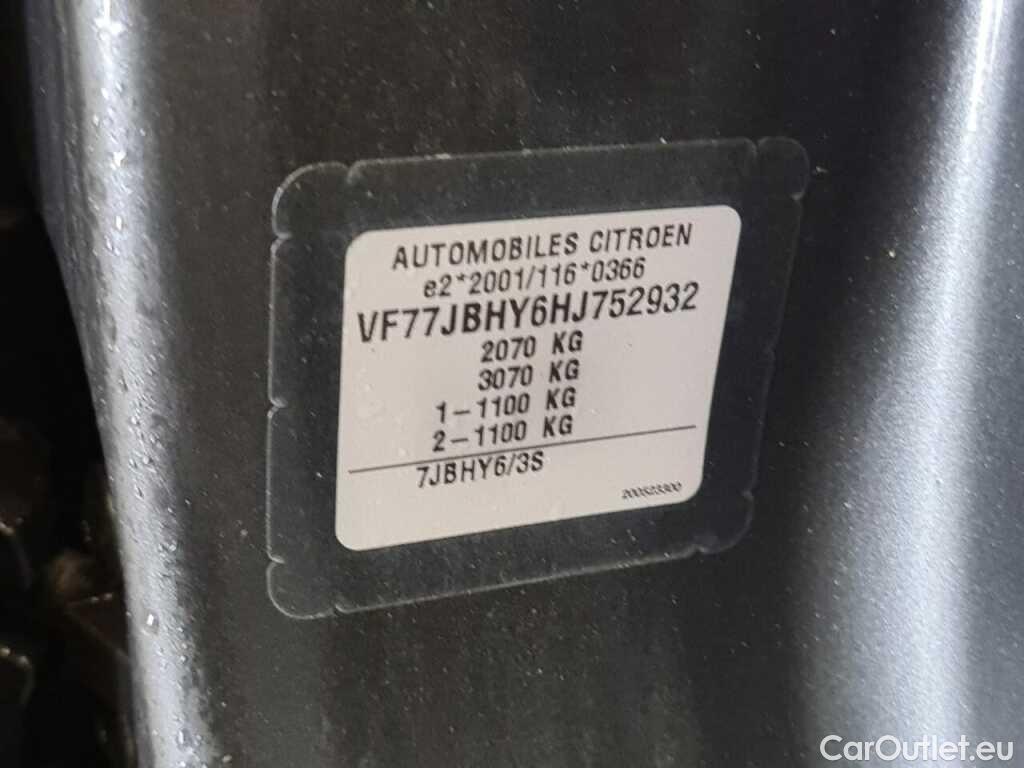 AUTOMOBILES CITROEN
e2*2001/116*0366
VF77JBHY6HJ752932
2070 KG
3070 KG
1-1100 KG
2-1100 KG
7JBHY6/3S
200523300
CarOutlet.eu